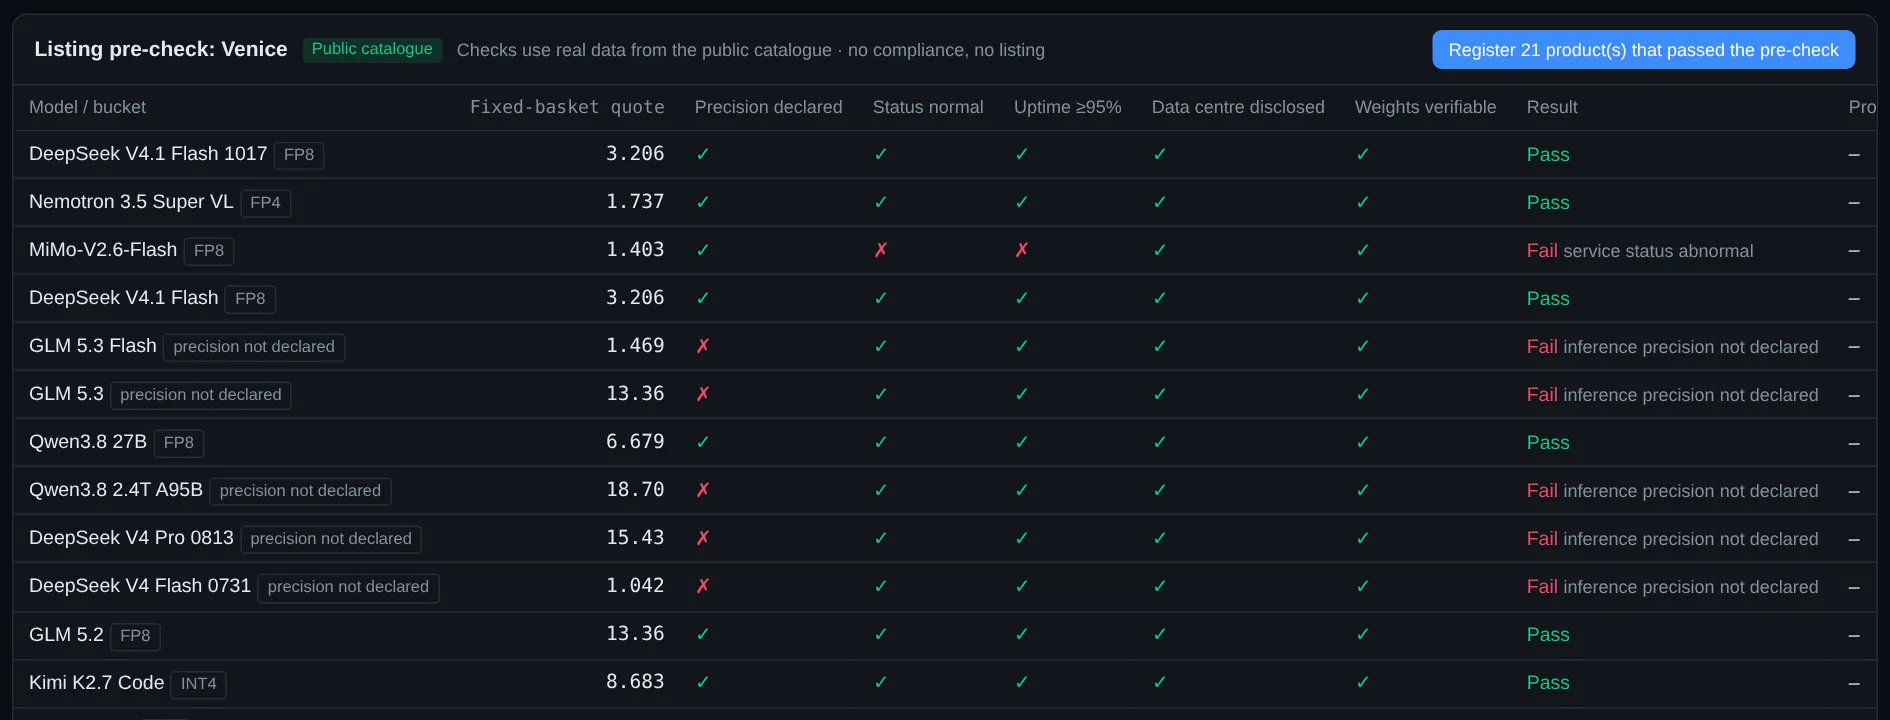 Listing pre-check: Venice Public catalogue Checks use real data from the public catalogue · no compliance, no listing Register 21 product(s) that passed the pre-check
Model / bucket Fixed-basket quote Precision declared Status normal Uptime ≥95% Data centre disclosed Weights verifiable Result Pro
DeepSeek V4.1 Flash 1017 FP8 3.206 ✓ ✓ ✓ ✓ ✓ Pass –
Nemotron 3.5 Super VL FP4 1.737 ✓ ✓ ✓ ✓ ✓ Pass –
MiMo-V2.6-Flash FP8 1.403 ✓ ✗ ✗ ✓ ✓ Fail service status abnormal –
DeepSeek V4.1 Flash FP8 3.206 ✓ ✓ ✓ ✓ ✓ Pass –
GLM 5.3 Flash precision not declared 1.469 ✗ ✓ ✓ ✓ ✓ Fail inference precision not declared –
GLM 5.3 precision not declared 13.36 ✗ ✓ ✓ ✓ ✓ Fail inference precision not declared –
Qwen3.8 27B FP8 6.679 ✓ ✓ ✓ ✓ ✓ Pass –
Qwen3.8 2.4T A95B precision not declared 18.70 ✗ ✓ ✓ ✓ ✓ Fail inference precision not declared –
DeepSeek V4 Pro 0813 precision not declared 15.43 ✗ ✓ ✓ ✓ ✓ Fail inference precision not declared –
DeepSeek V4 Flash 0731 precision not declared 1.042 ✗ ✓ ✓ ✓ ✓ Fail inference precision not declared –
GLM 5.2 FP8 13.36 ✓ ✓ ✓ ✓ ✓ Pass –
Kimi K2.7 Code INT4 8.683 ✓ ✓ ✓ ✓ ✓ Pass –